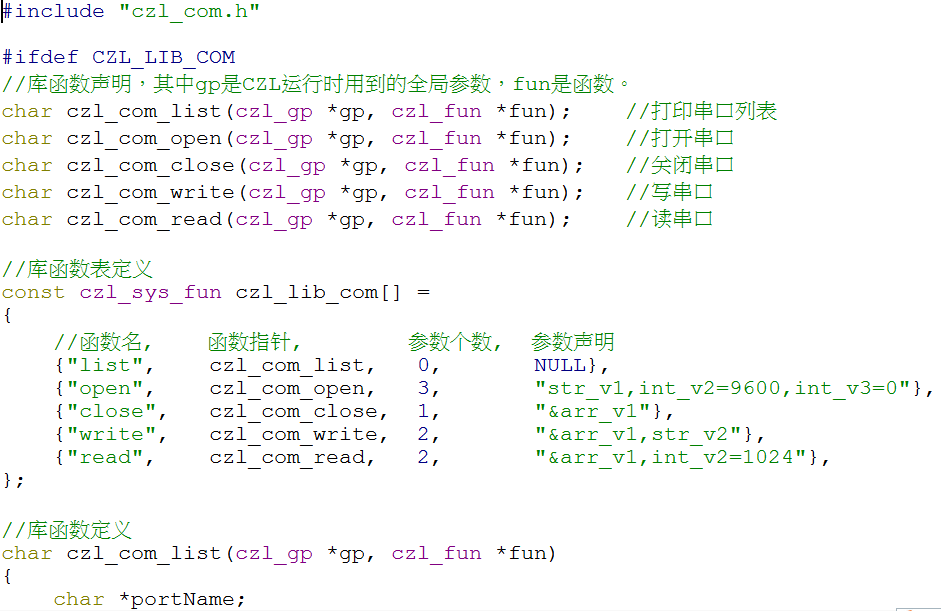 #include "czl_com.h"
#ifdef CZL_LIB_COM
//库函数声明，其中gp是CZL运行时用到的全局参数，fun是函数。
char czl_com_list(czl_gp *gp, czl_fun *fun);    //打印串口列表
char czl_com_open(czl_gp *gp, czl_fun *fun);    //打开串口
char czl_com_close(czl_gp *gp, czl_fun *fun);   //关闭串口
char czl_com_write(czl_gp *gp, czl_fun *fun);   //写串口
char czl_com_read(czl_gp *gp, czl_fun *fun);    //读串口
//库函数表定义
const czl_sys_fun czl_lib_com[] =
{
    //函数名,    函数指针,        参数个数,  参数声明
    {"list",    czl_com_list,   0,       NULL},
    {"open",    czl_com_open,   3,       "str_v1,int_v2=9600,int_v3=0"},
    {"close",   czl_com_close,  1,       "&arr_v1"},
    {"write",   czl_com_write,  2,       "&arr_v1,str_v2"},
    {"read",    czl_com_read,   2,       "&arr_v1,int_v2=1024"},
};
//库函数定义
char czl_com_list(czl_gp *gp, czl_fun *fun)
{
    char *portName;